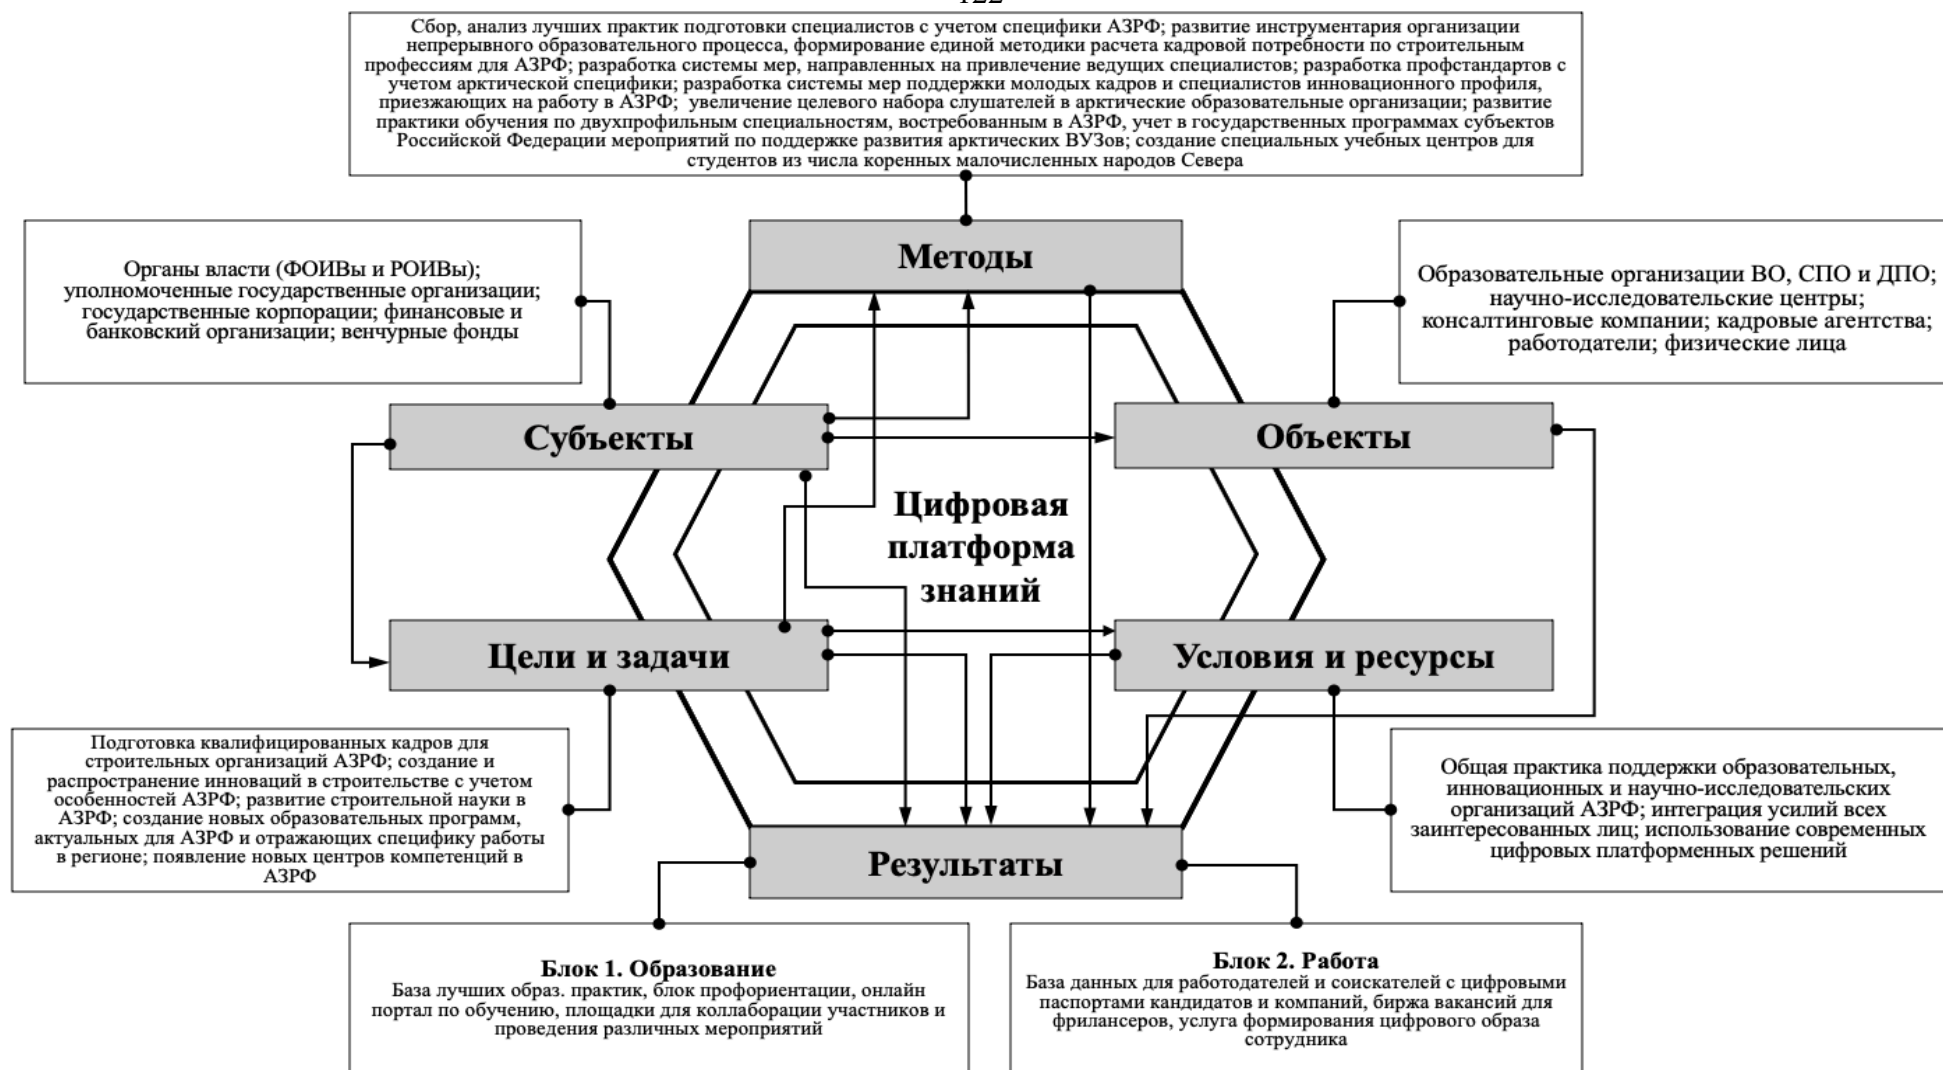 122
Сбор, анализ лучших практик подготовки специалистов с учетом специфики АЗРФ; развитие инструментария организации
непрерывного образовательного процесса, формирование единой методики расчета кадровой потребности по строительным
профессиям для АЗРФ; разработка системы мер, направленных на привлечение ведущих специалистов; разработка профстандартов с
учетом арктической специфики; разработка системы мер поддержки молодых кадров и специалистов инновационного профиля,
приезжающих на работу в АЗРФ; увеличение целевого набора слушателей в арктические образовательные организации; развитие
практики обучения по двухпрофильным специальностям, востребованным в АЗРФ, учет в государственных программах субъектов
Российской Федерации мероприятий по поддержке развития арктических ВУЗов; создание специальных учебных центров для
студентов из числа коренных малочисленных народов Севера
Методы
Органы власти (ФОИВы и РОИВы);
уполномоченные государственные организации;
государственные корпорации; финансовые и
банковский организации; венчурные фонды
Образовательные организации ВО, СПО и ДПО;
научно-исследовательские центры;
консалтинговые компании; кадровые агентства;
работодатели; физические лица
Субъекты
Объекты
Цифровая
платформа
знаний
Цели и задачи
Условия и ресурсы
Подготовка квалифицированных кадров для
строительных организаций АЗРФ; создание и
распространение инноваций в строительстве с учетом
особенностей АЗРФ; развитие строительной науки в
АЗРФ; создание новых образовательных программ,
актуальных для АЗРФ и отражающих специфику работы
в регионе; появление новых центров компетенций в
АЗРФ
Общая практика поддержки образовательных,
инновационных и научно-исследовательских
организаций АЗРФ; интеграция усилий всех
заинтересованных лиц; использование современных
цифровых платформенных решений
Результаты
Блок 1. Образование
База лучших образ. практик, блок профориентации, онлайн
портал по обучению, площадки для коллаборации участников и
проведения различных мероприятий
Блок 2. Работа
База данных для работодателей и соискателей с цифровыми
паспортами кандидатов и компаний, биржа вакансий для
фрилансеров, услуга формирования цифрового образа
сотрудника